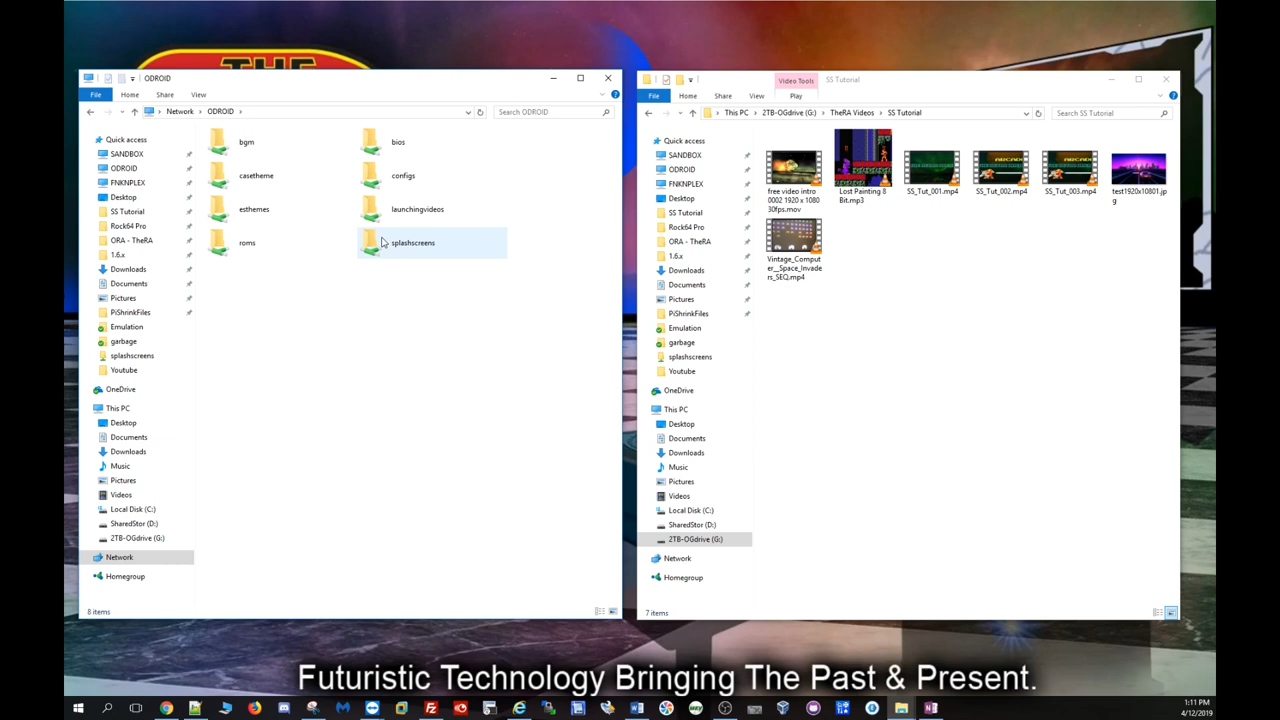 THE
ODROID
File
Home
Share
View
Network
ODROID
Search ODROID
Quick access
SANDBOX
ODROID
FNKNPLEX
Desktop
SS Tutorial
Rock64 Pro
ORA - TheRA
1.6.x
Downloads
Documents
Pictures
PiShrinkFiles
Emulation
garbage
splashscreens
Youtube
OneDrive
This PC
Desktop
Documents
Downloads
Music
Pictures
Videos
Local Disk (C:)
SharedStor (D:)
2TB-OGdrive (G:)
Network
Homegroup
bgm
bios
casetheme
configs
esthemes
launchingvideos
roms
splashscreens
8 items
Video Tools
SS Tutorial
File
Home
Share
View
Play
This PC
2TB-OGdrive (G:)
TheRA Videos
SS Tutorial
Search SS Tutorial
Quick access
SANDBOX
ODROID
FNKNPLEX
Desktop
SS Tutorial
Rock64 Pro
ORA - TheRA
1.6.x
Downloads
Documents
Pictures
PiShrinkFiles
Emulation
garbage
splashscreens
Youtube
OneDrive
This PC
Desktop
Documents
Downloads
Music
Pictures
Videos
Local Disk (C:)
SharedStor (D:)
2TB-OGdrive (G:)
Network
Homegroup
free video intro
0002 1920 x 1080
30fps.mov
Lost Painting 8
Bit.mp3
SS_Tut_001.mp4
ARCADE
SS_Tut_002.mp4
ARCADE
SS_Tut_003.mp4
test1920x10801.jp
g
Vintage_Comput
er__Space_Invade
rs_SEQ.mp4
7 items
Futuristic Technology Bringing The Past & Present.
1:11 PM
4/12/2019